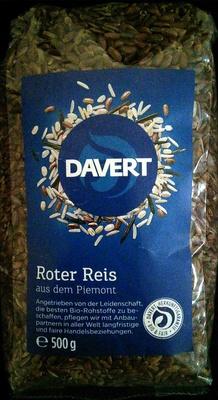 DAVERT
Roter Reis
aus dem Piemont
Angetrieben von der Leidenschaft,
die besten Bio-Rohstoffe zu be-
schaffen, pflegen wir mit Anbau-
partnern in aller Welt langfristige
und faire Handelsbeziehungen.
℮ 500 g